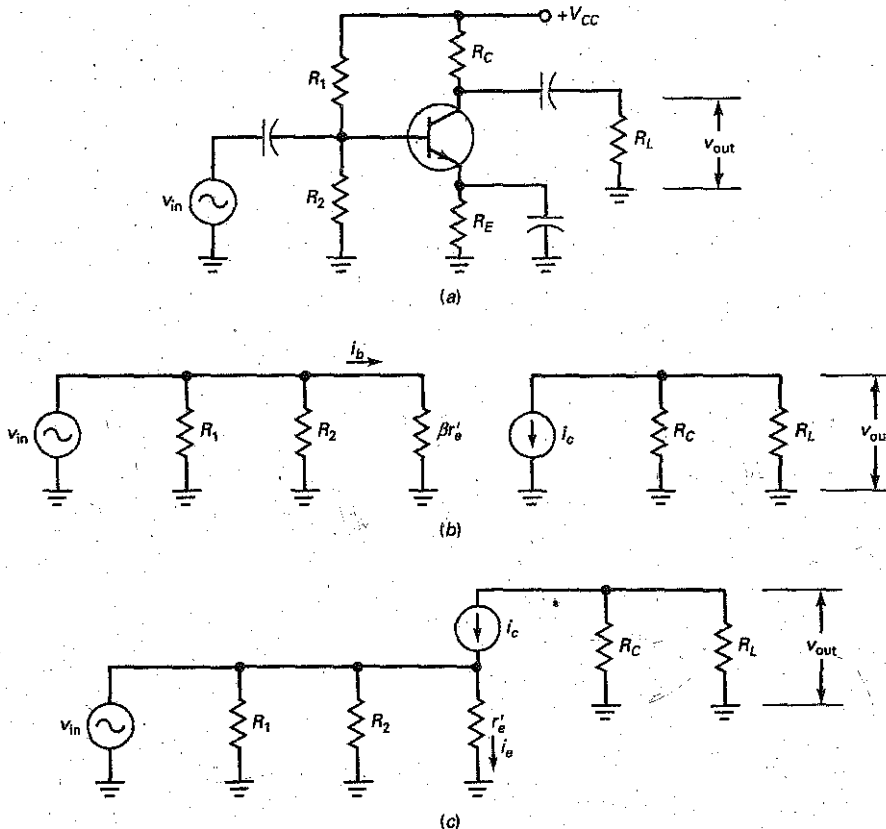 +V_CC
R_C
R_1
R_L
v_out
v_in
R_2
R_E
(a)
i_b
v_in
R_1
R_2
βr'_e
i_c
R_C
R_L
v_ou
(b)
i_c
R_C
R_L
v_out
v_in
R_1
R_2
r'_e
i_e
(c)